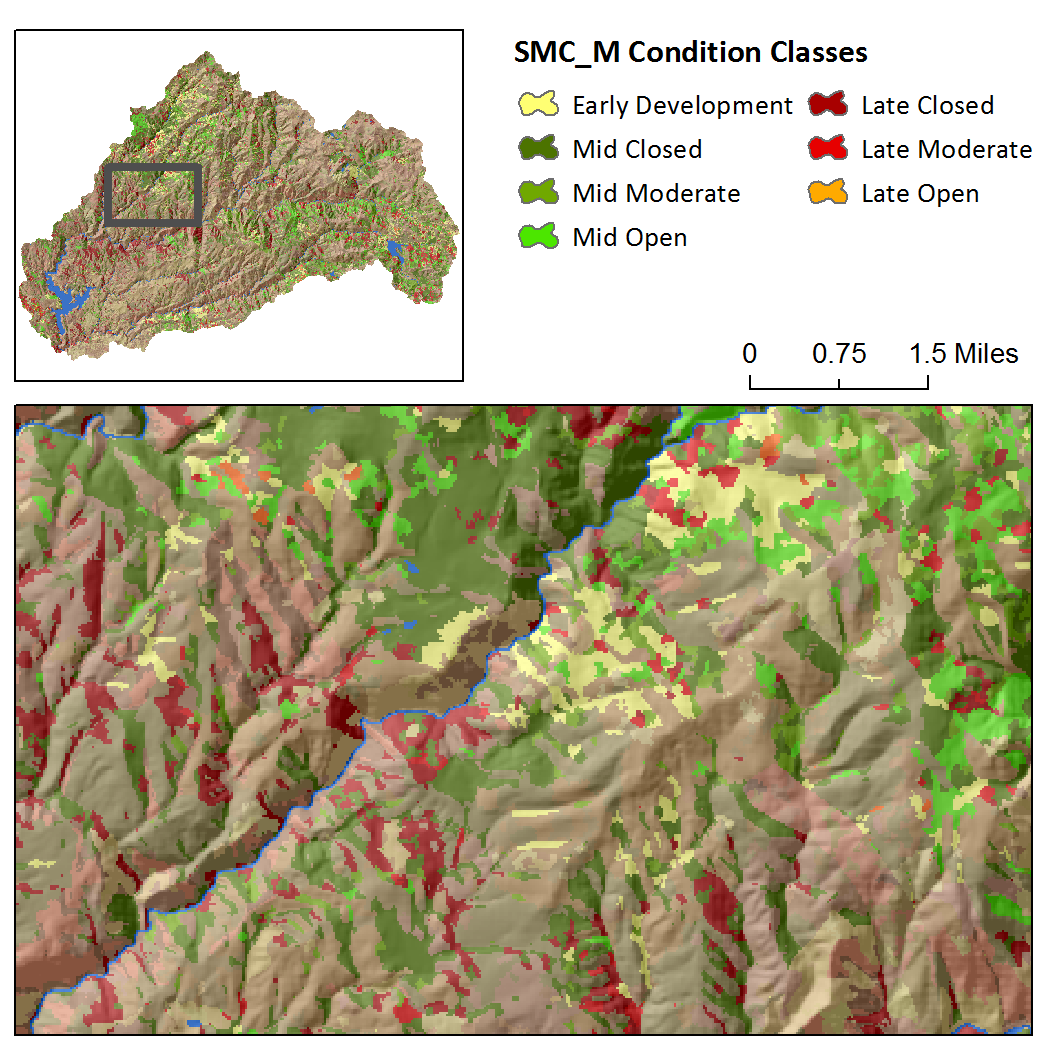 SMC_M Condition Classes
Early Development
Late Closed
Mid Closed
Late Moderate
Mid Moderate
Late Open
Mid Open
0 0.75 1.5 Miles